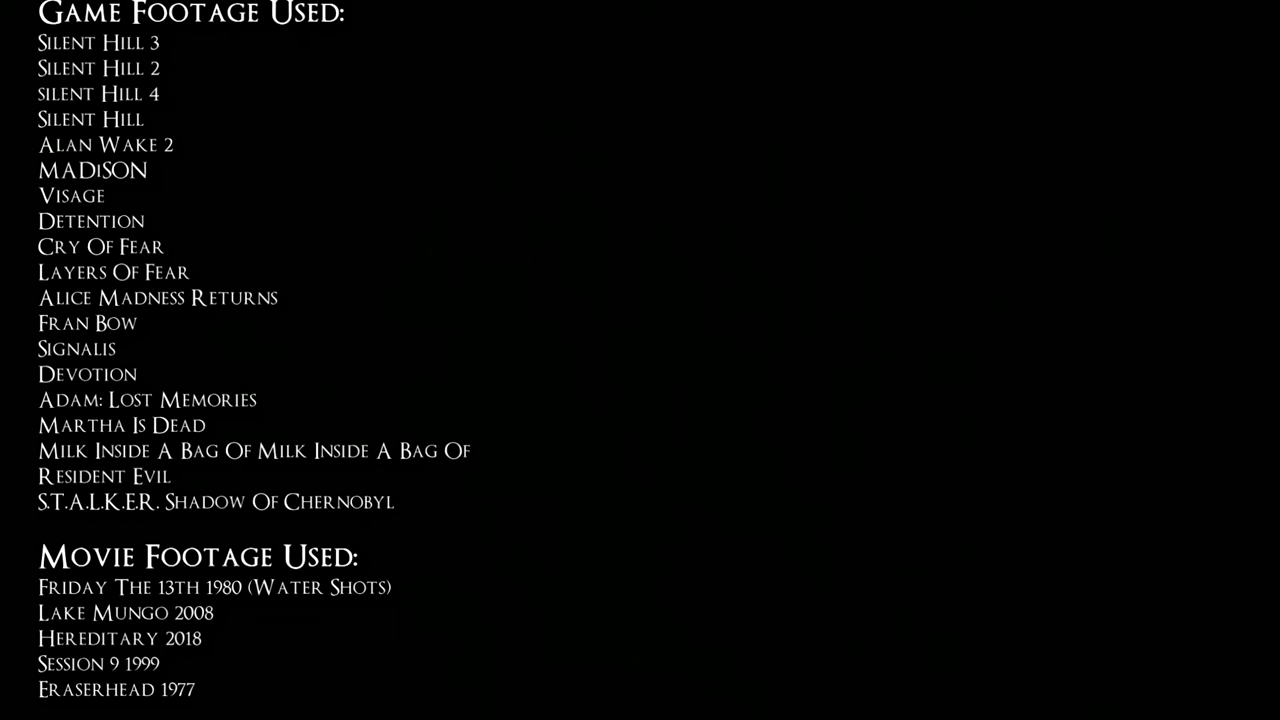 Game Footage Used:
Silent Hill 3
Silent Hill 2
silent Hill 4
Silent Hill
Alan Wake 2
MADiSON
Visage
Detention
Cry Of Fear
Layers Of Fear
Alice Madness Returns
Fran Bow
Signalis
Devotion
Adam: Lost Memories
Martha Is Dead
Milk Inside A Bag Of Milk Inside A Bag Of
Resident Evil
S.T.A.L.K.E.R. Shadow Of Chernobyl
Movie Footage Used:
Friday The 13th 1980 (Water Shots)
Lake Mungo 2008
Hereditary 2018
Session 9 1999
Eraserhead 1977